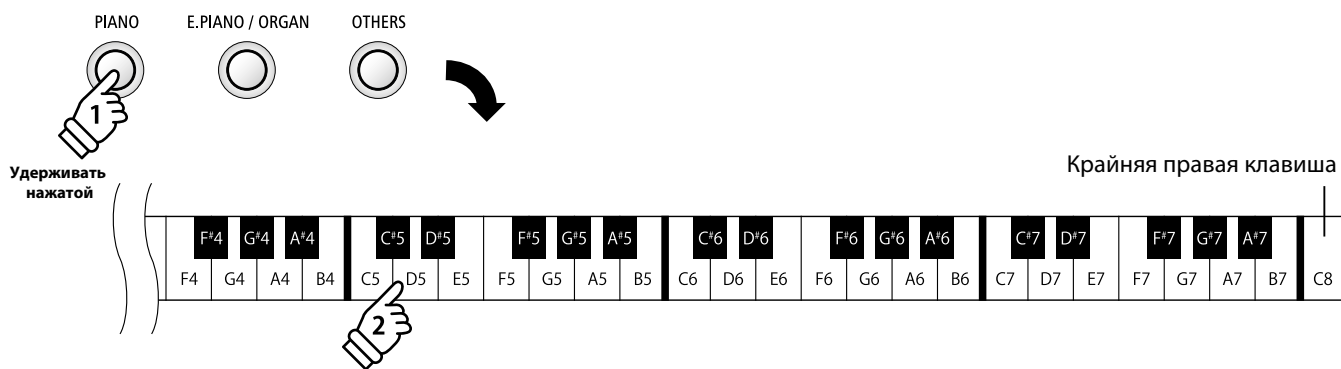 PIANO E.PIANO / ORGAN OTHERS
1
Удерживать
нажатой
Крайняя правая клавиша
F#4 G#4 A#4 C#5 D#5 F#5 G#5 A#5 C#6 D#6 F#6 G#6 A#6 C#7 D#7 F#7 G#7 A#7
F4 G4 A4 B4 C5 D5 E5 F5 G5 A5 B5 C6 D6 E6 F6 G6 A6 B6 C7 D7 E7 F7 G7 A7 B7 C8
2